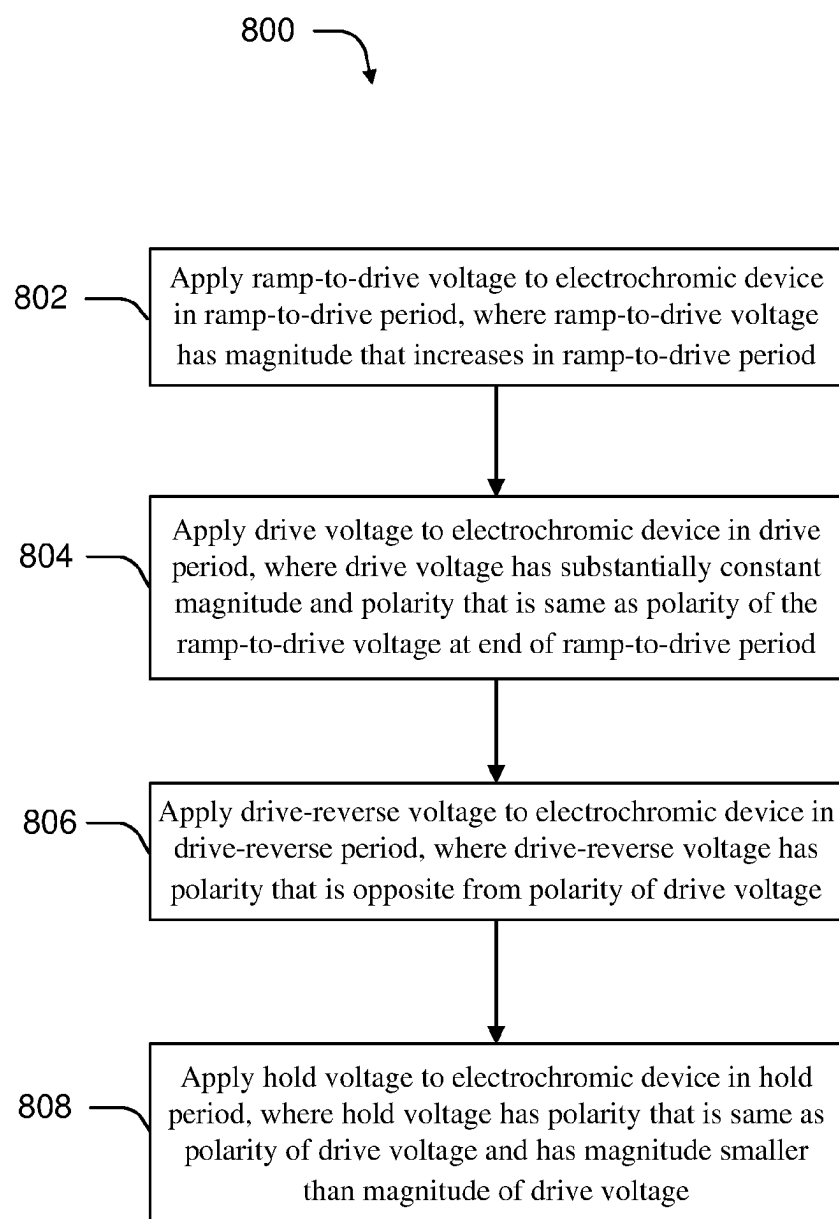 800
802
Apply ramp-to-drive voltage to electrochromic device
in ramp-to-drive period, where ramp-to-drive voltage
has magnitude that increases in ramp-to-drive period
804
Apply drive voltage to electrochromic device in drive
period, where drive voltage has substantially constant
magnitude and polarity that is same as polarity of the
ramp-to-drive voltage at end of ramp-to-drive period
806
Apply drive-reverse voltage to electrochromic device in
drive-reverse period, where drive-reverse voltage has
polarity that is opposite from polarity of drive voltage
808
Apply hold voltage to electrochromic device in hold
period, where hold voltage has polarity that is same as
polarity of drive voltage and has magnitude smaller
than magnitude of drive voltage